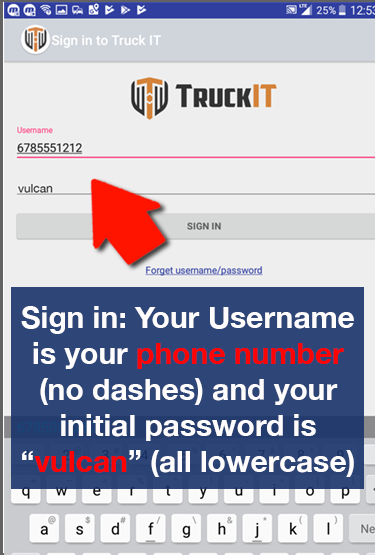 LTE 25% 12:53
Sign in to Truck IT
TRUCKIT
Username
6785551212
vulcan
SIGN IN
Forget username/password
Sign in: Your Username
is your phone number
(no dashes) and your
initial password is
“vulcan” (all lowercase)
q w e r t y u i o p
a s $ d # f g & h j k ( l )
Ne